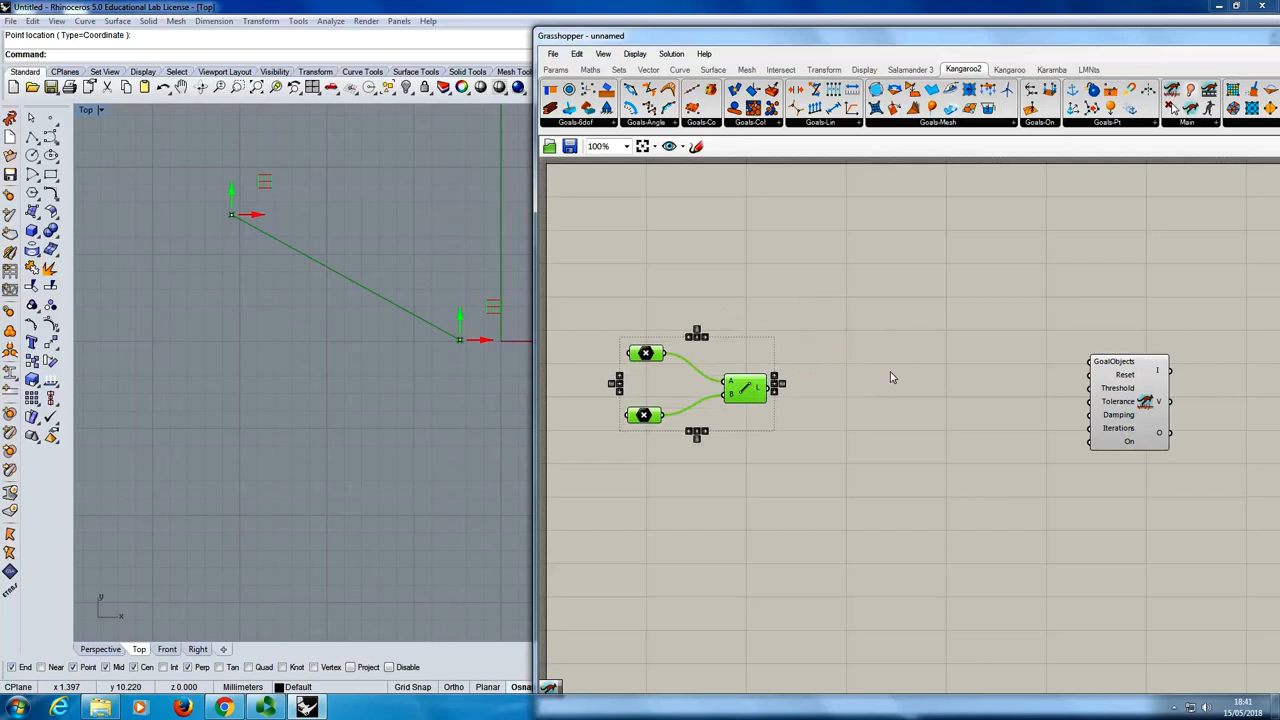 Untitled - Rhinoceros 5.0 Educational Lab License - [Top]
File Edit View Curve Surface Solid Mesh Dimension Transform Tools Analyze Render Panels Help
Point location ( Type=Coordinate ):
Command:
Standard CPlanes Set View Display Select Viewport Layout Visibility Transform Curve Tools Surface Tools Solid Tools Mesh Tool
Top
Grasshopper - unnamed
File Edit View Display Solution Help
Params Maths Sets Vector Curve Surface Mesh Intersect Transform Display Salamander 3 Kangaroo2 Kangaroo Karamba LMNts
Goals-6dof Goals-Angle Goals-Co Goals-Col Goals-Lin Goals-Mesh Goals-On Goals-Pt Main
100%
A
B
L
GoalObjects
Reset
Threshold
Tolerance
Damping
Iterations
On
I
V
O
y
x
Perspective Top Front Right
End Near Point Mid Cen Int Perp Tan Quad Knot Vertex Project Disable
CPlane x 1.397 y 10.220 z 0.000 Millimeters Default Grid Snap Ortho Planar Osna
18:41
15/05/2018